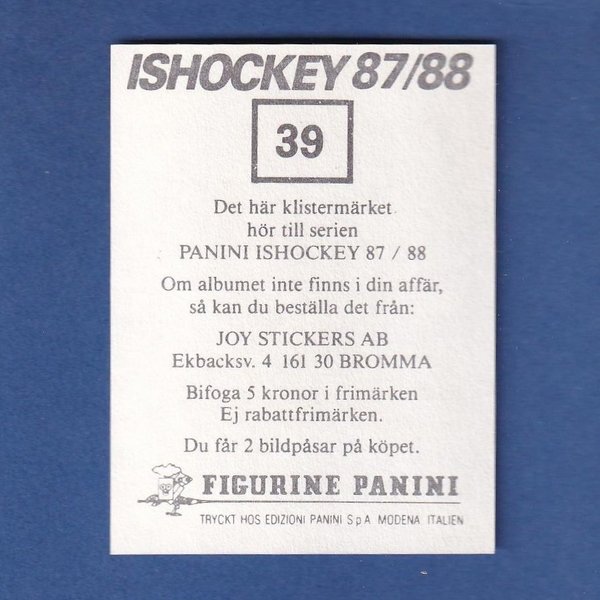 ISHOCKEY 87/88
39
Det här klistermärket
hör till serien
PANINI ISHOCKEY 87 / 88
Om albumet inte finns i din affär,
så kan du beställa det från:
JOY STICKERS AB
Ekbacksv. 4 161 30 BROMMA
Bifoga 5 kronor i frimärken
Ej rabattfrimärken.
Du får 2 bildpåsar på köpet.
FIGURINE PANINI
TRYCKT HOS EDIZIONI PANINI S p A MODENA ITALIEN